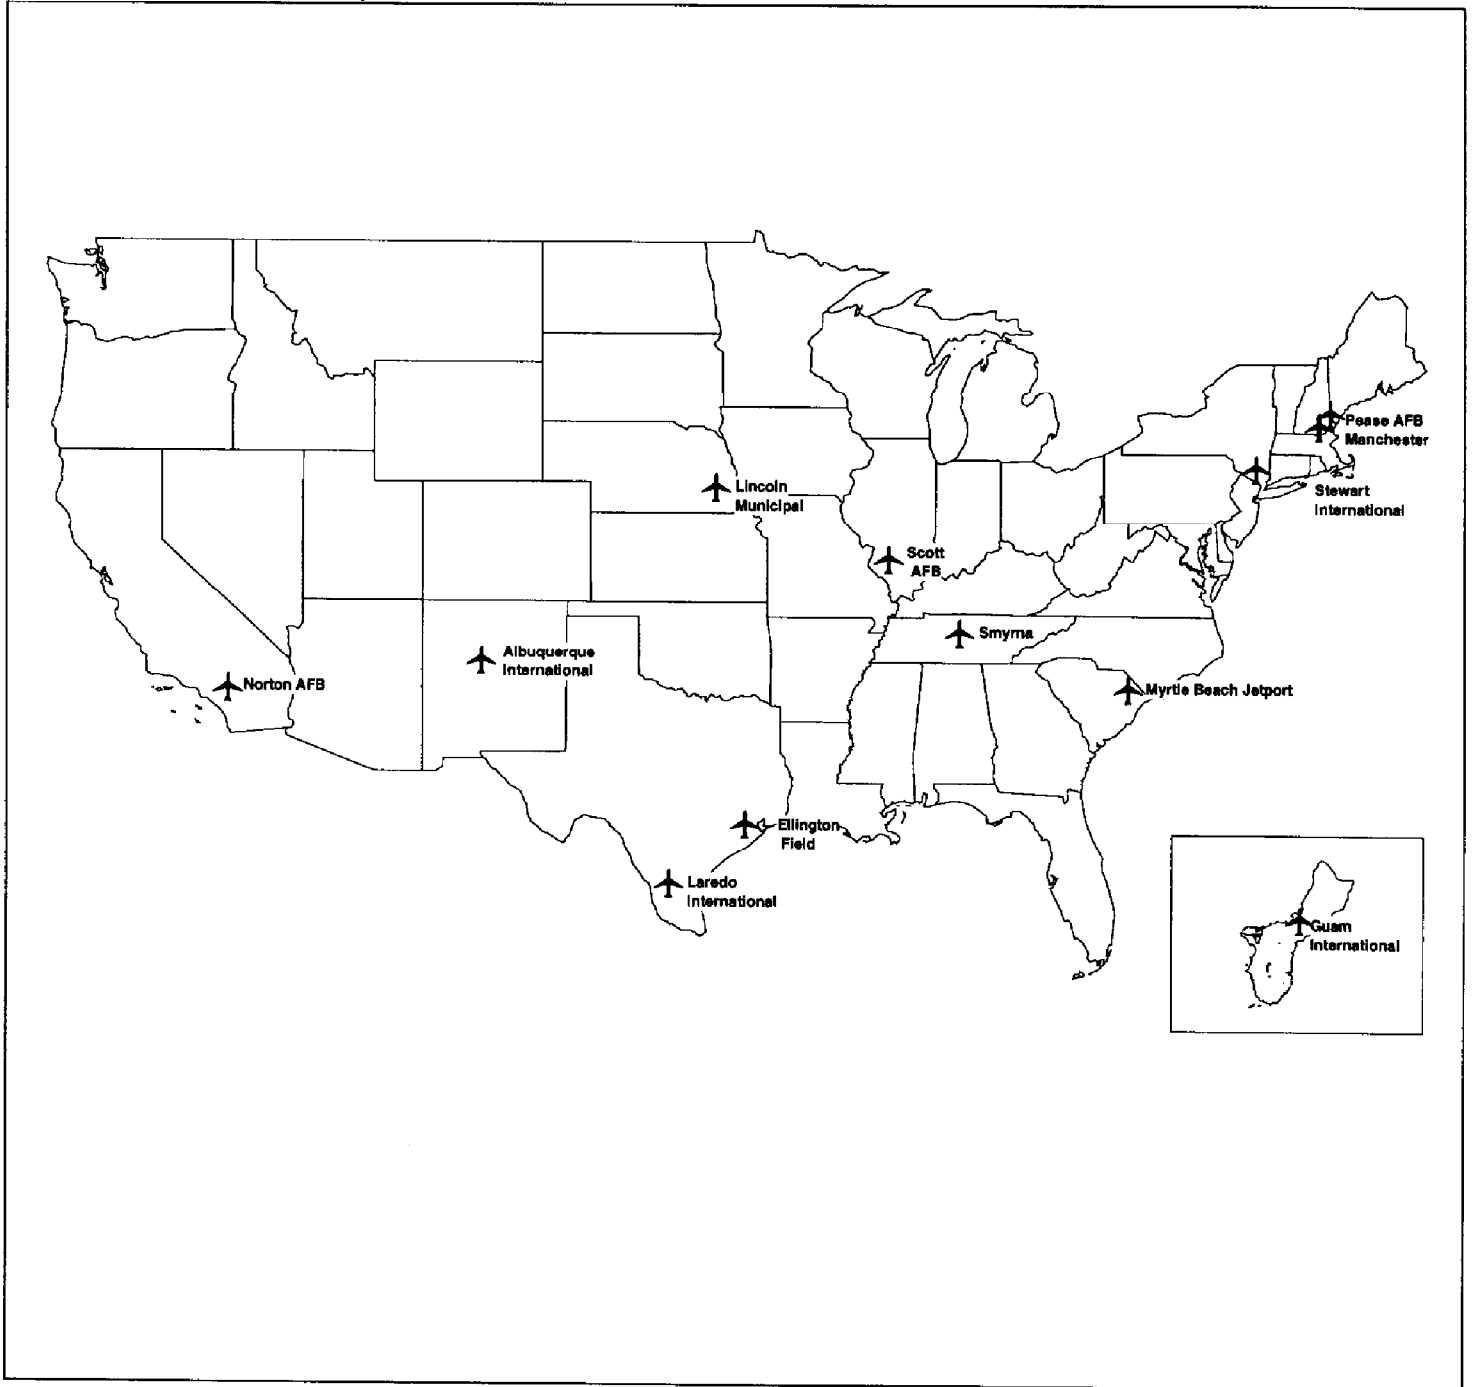 Pease AFB
Manchester
Lincoln
Municipal
Stewart
International
Scott
AFB
Smyrna
Albuquerque
International
Norton AFB
Myrtle Beach Jetport
Ellington
Field
Laredo
International
Guam
International